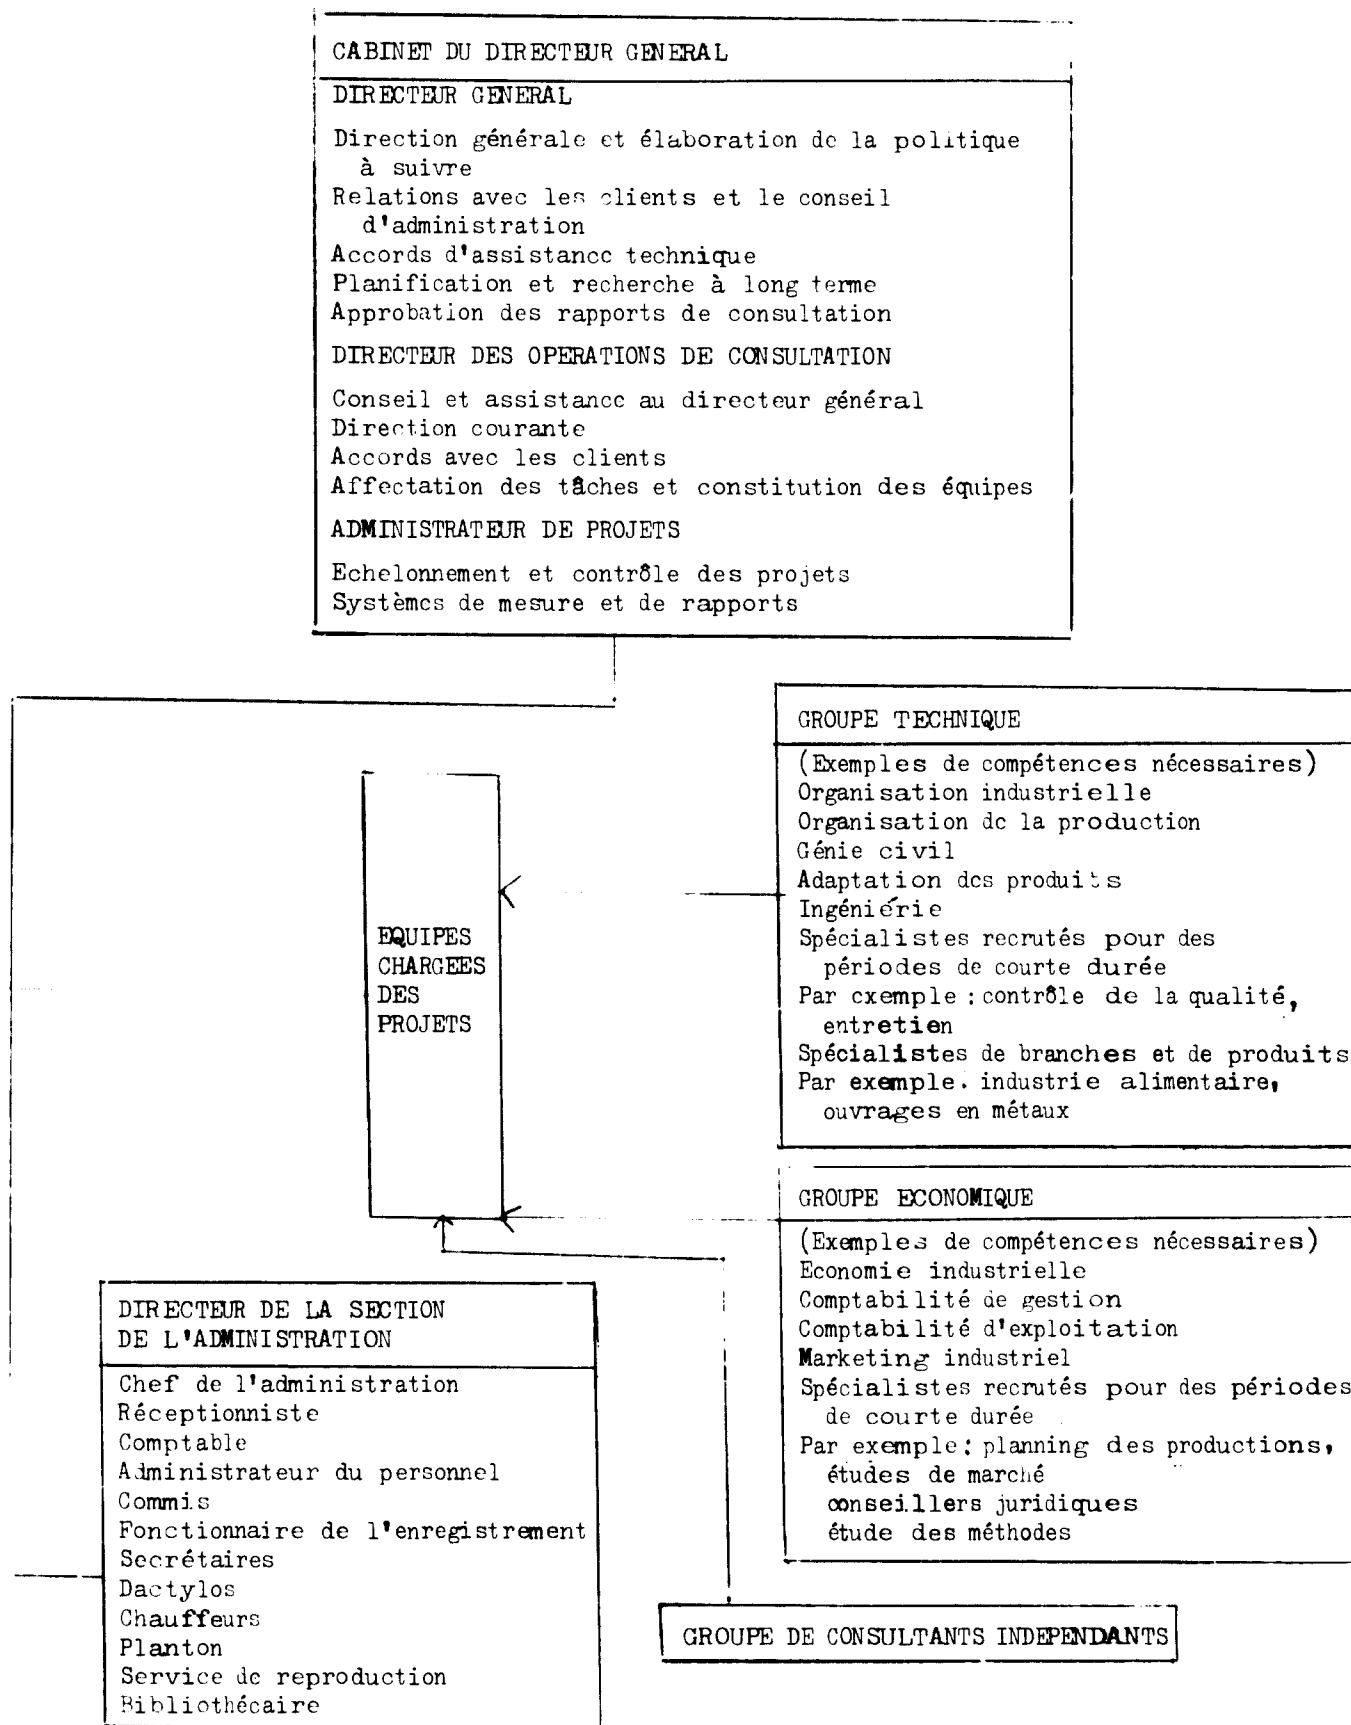 CABINET DU DIRECTEUR GENERAL
DIRECTEUR GENERAL
Direction générale et élaboration de la politique
à suivre
Relations avec les clients et le conseil
d'administration
Accords d'assistance technique
Planification et recherche à long terme
Approbation des rapports de consultation
DIRECTEUR DES OPERATIONS DE CONSULTATION
Conseil et assistance au directeur général
Direction courante
Accords avec les clients
Affectation des tâches et constitution des équipes
ADMINISTRATEUR DE PROJETS
Echelonnement et contrôle des projets
Systèmes de mesure et de rapports
GROUPE TECHNIQUE
(Exemples de compétences nécessaires)
Organisation industrielle
Organisation de la production
Génie civil
Adaptation des produits
Ingéniérie
Spécialistes recrutés pour des
périodes de courte durée
Par exemple : contrôle de la qualité,
entretien
Spécialistes de branches et de produits
Par exemple. industrie alimentaire,
ouvrages en métaux
EQUIPES
CHARGEES
DES
PROJETS
GROUPE ECONOMIQUE
(Exemples de compétences nécessaires)
Economie industrielle
Comptabilité de gestion
Comptabilité d'exploitation
Marketing industriel
Spécialistes recrutés pour des périodes
de courte durée
Par exemple : planning des productions,
études de marché
conseillers juridiques
étude des méthodes
DIRECTEUR DE LA SECTION
DE L'ADMINISTRATION
Chef de l'administration
Réceptionniste
Comptable
Administrateur du personnel
Commis
Fonctionnaire de l'enregistrement
Secrétaires
Dactylos
Chauffeurs
Planton
Service de reproduction
Bibliothécaire
GROUPE DE CONSULTANTS INDEPENDANTS